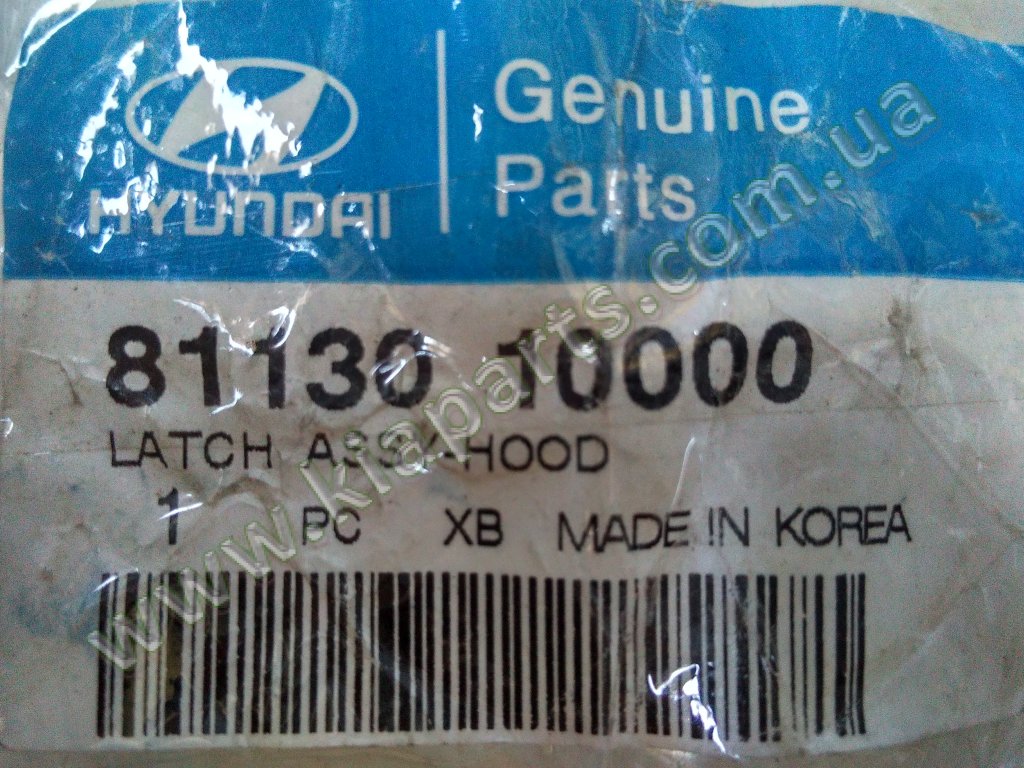 HYUNDAI
Genuine
Parts
81130 10000
LATCH ASSY-HOOD
1 PC XB MADE IN KOREA
www.kiaparts.com.ua